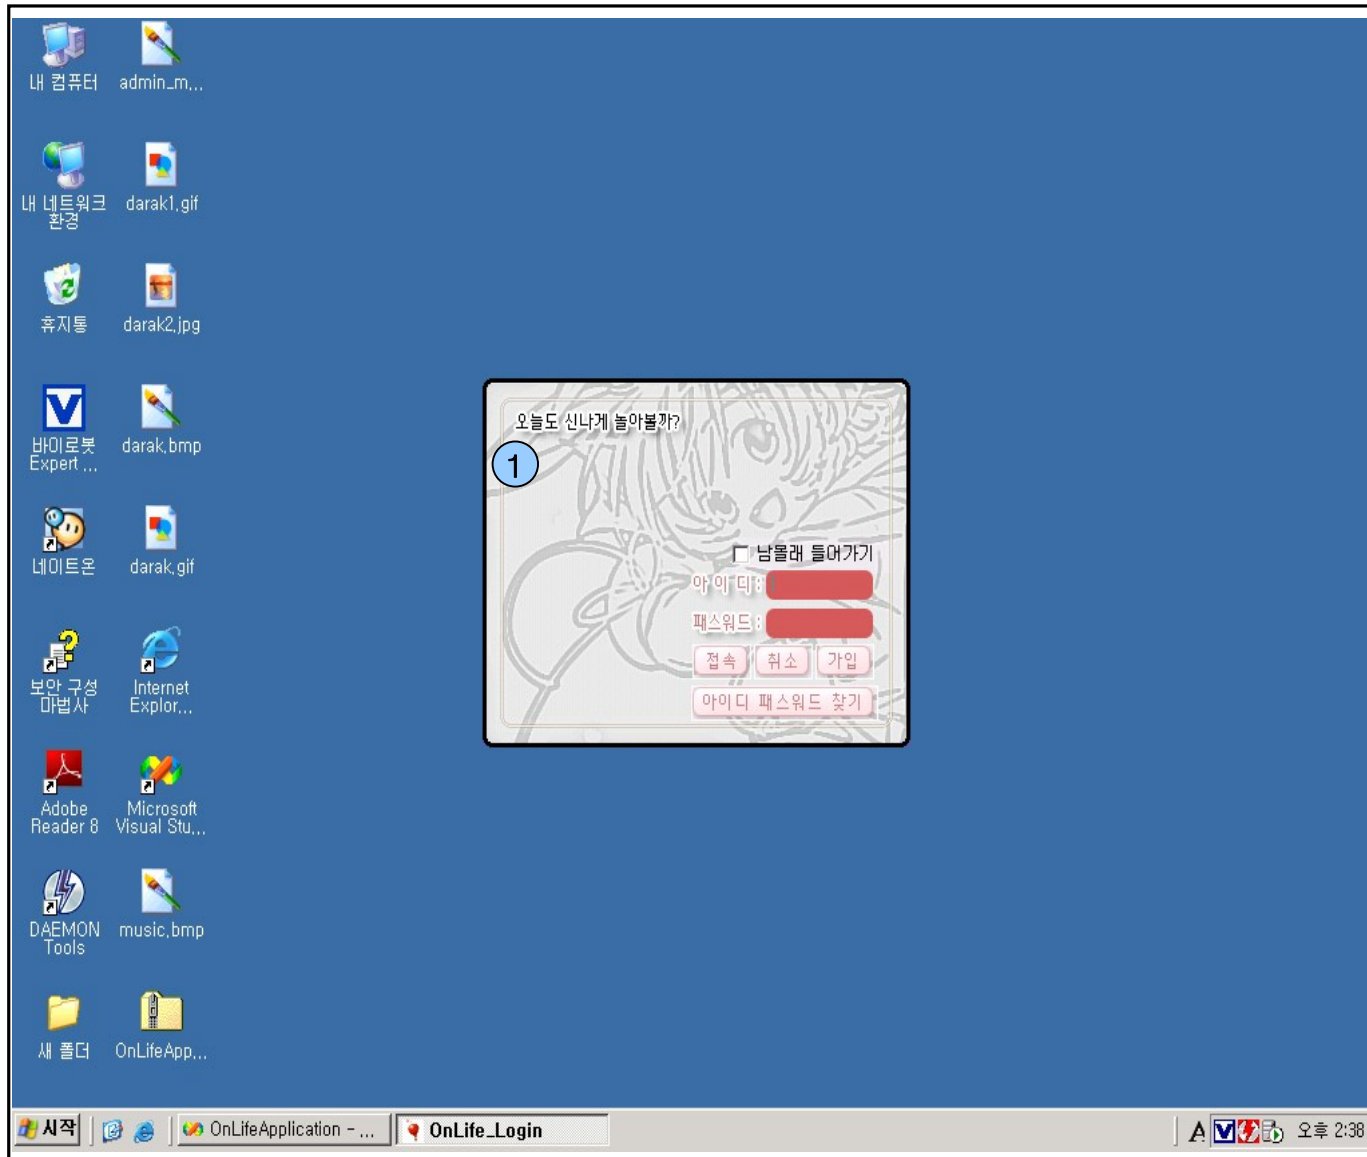 내 컴퓨터
admin_m...
내 네트워크
환경
darak1.gif
휴지통
darak2.jpg
바이로봇
Expert ...
darak.bmp
네이트온
darak.gif
보안 구성
마법사
Internet
Explor...
Adobe
Reader 8
Microsoft
Visual Stu...
DAEMON
Tools
music.bmp
새 폴더
OnLifeApp...
오늘도 신나게 놀아볼까?
1
남몰래 들어가기
아 이 디 :
패스워드 :
접속 취소 가입
아이디 패스워드 찾기
시작 OnLifeApplication - ... OnLife_Login A 오후 2:38